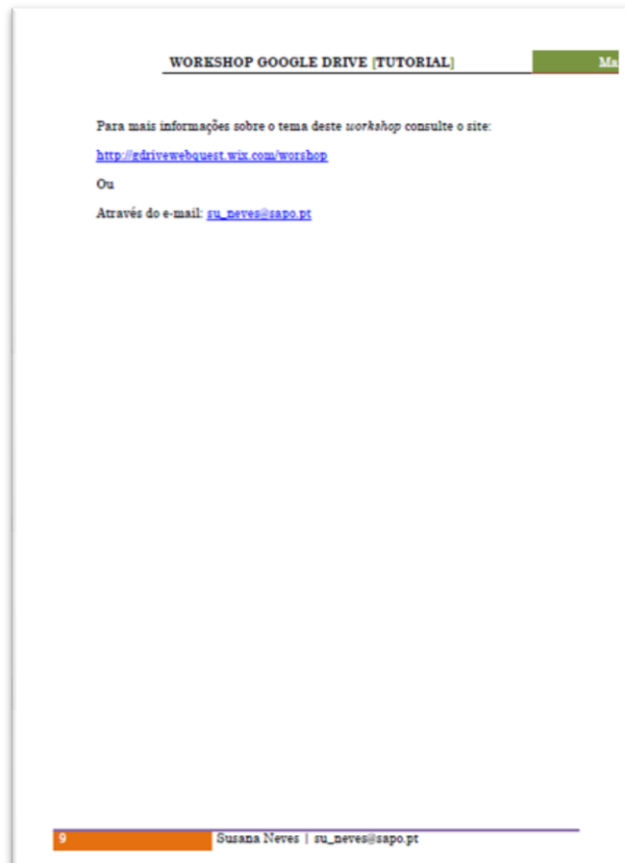 WORKSHOP GOOGLE DRIVE [TUTORIAL]
Para mais informações sobre o tema deste workshop consulte o site:
http://gdrivewebquest.wix.com/worshop
Ou
Através do e-mail: su_neves@sapo.pt
9 Susana Neves | su_neves@sapo.pt